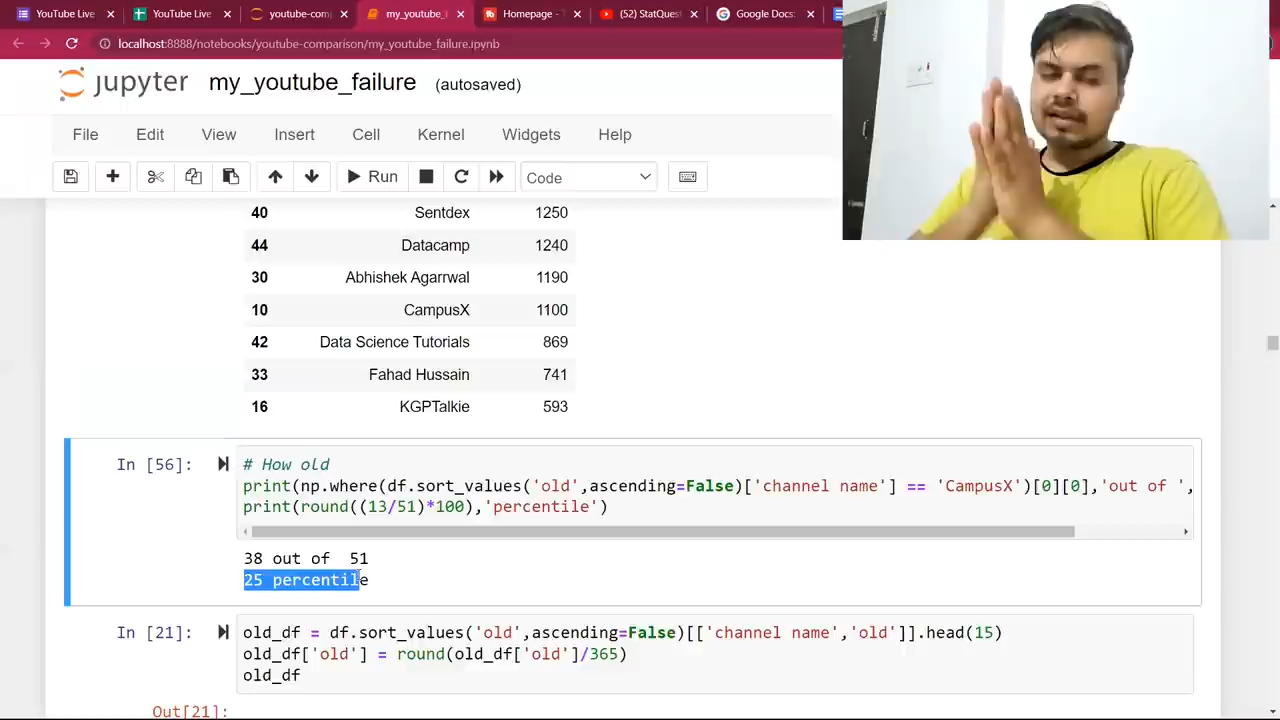 YouTube Live
YouTube Live
youtube-com
my_youtube_
Homepage - T
(52) StatQues
Google Docs
localhost:8888/notebooks/youtube-comparison/my_youtube_failure.ipynb
jupyter my_youtube_failure (autosaved)
File Edit View Insert Cell Kernel Widgets Help
Run Code
40 Sentdex 1250
44 Datacamp 1240
30 Abhishek Agarrwal 1190
10 CampusX 1100
42 Data Science Tutorials 869
33 Fahad Hussain 741
16 KGPTalkie 593
In [56]: # How old
print(np.where(df.sort_values('old',ascending=False)['channel name'] == 'CampusX')[0][0],'out of ',
print(round((13/51)*100),'percentile')
38 out of 51
25 percentile
In [21]: old_df = df.sort_values('old',ascending=False)[['channel name','old']].head(15)
old_df['old'] = round(old_df['old']/365)
old_df
Out[21]: